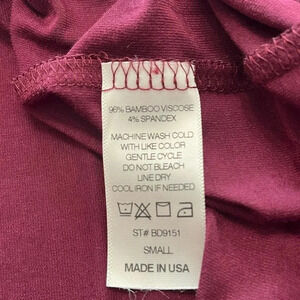 96% BAMBOO VISCOSE
4% SPANDEX
MACHINE WASH COLD
WITH LIKE COLOR
GENTLE CYCLE
DO NOT BLEACH
LINE DRY
COOL IRON IF NEEDED
ST# BD9151
SMALL
MADE IN USA